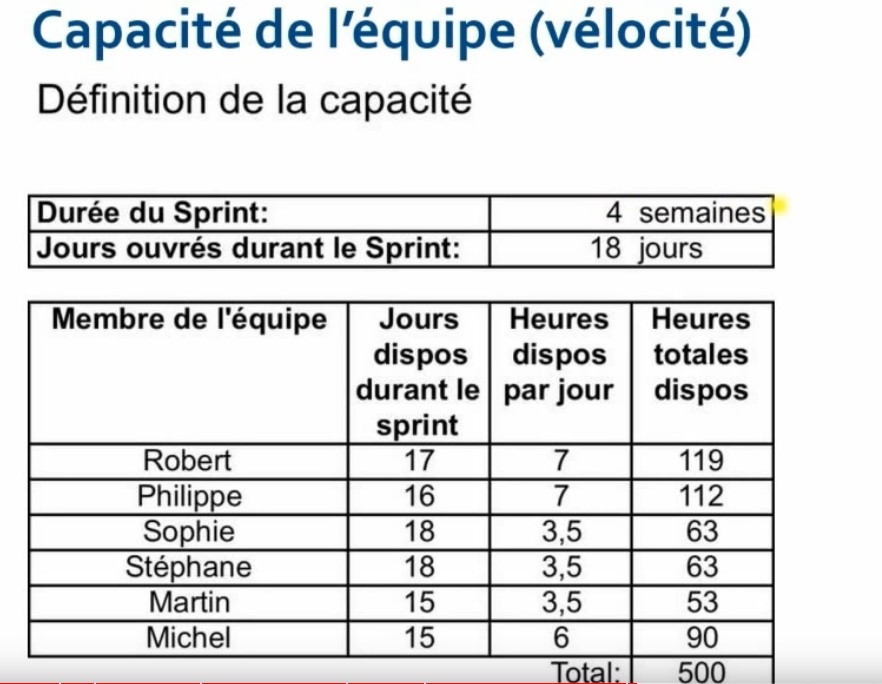 Capacité de l'équipe (vélocité)
Définition de la capacité
Durée du Sprint: 4 semaines
Jours ouvrés durant le Sprint: 18 jours
Membre de l'équipe Jours dispos durant le sprint Heures dispos par jour Heures totales dispos
Robert 17 7 119
Philippe 16 7 112
Sophie 18 3,5 63
Stéphane 18 3,5 63
Martin 15 3,5 53
Michel 15 6 90
Total: 500